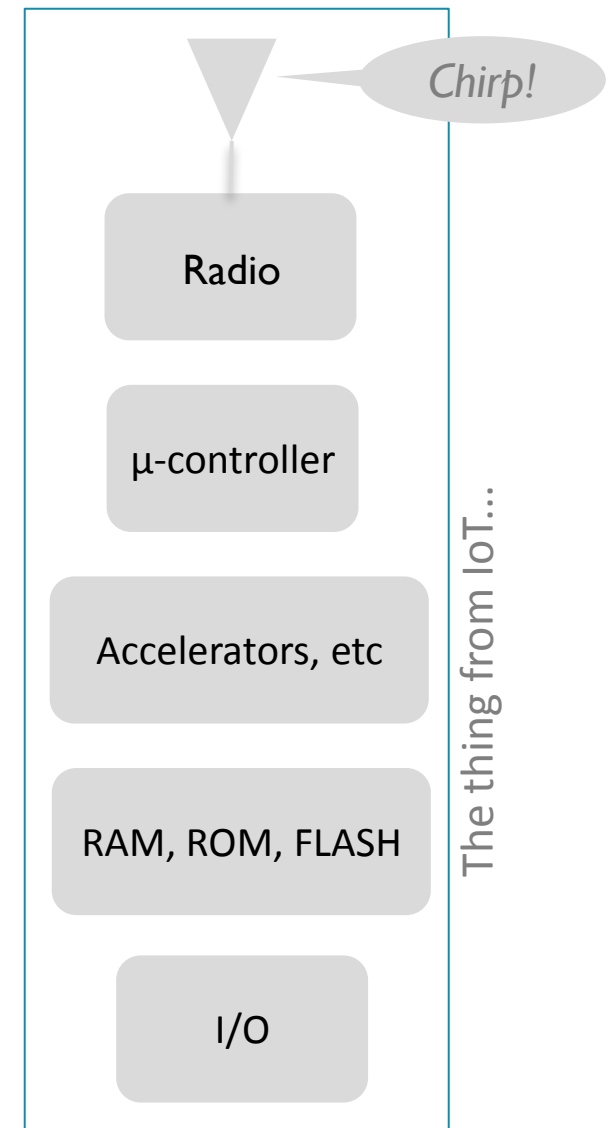 Chirp!
Radio
μ-controller
Accelerators, etc
The thing from IoT...
RAM, ROM, FLASH
I/O